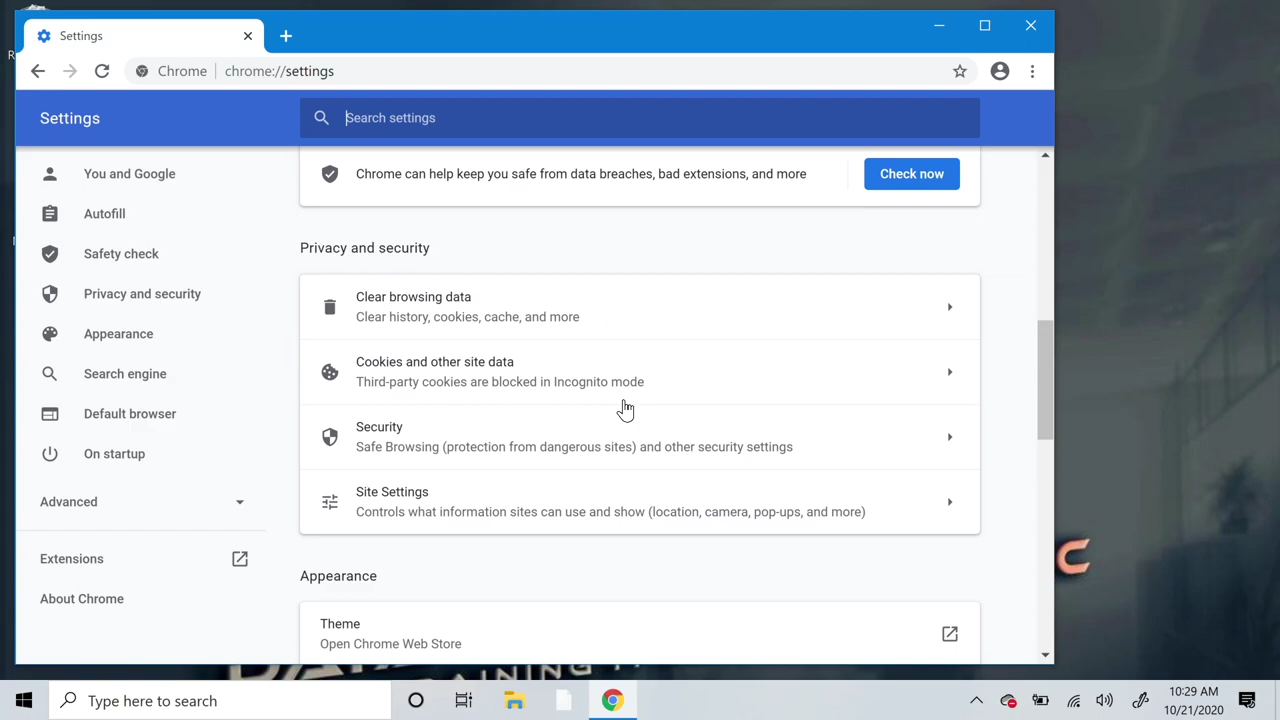 Settings
Chrome
chrome://settings
Settings
Search settings
You and Google
Autofill
Safety check
Privacy and security
Appearance
Search engine
Default browser
On startup
Advanced
Extensions
About Chrome
Chrome can help keep you safe from data breaches, bad extensions, and more
Check now
Privacy and security
Clear browsing data
Clear history, cookies, cache, and more
Cookies and other site data
Third-party cookies are blocked in Incognito mode
Security
Safe Browsing (protection from dangerous sites) and other security settings
Site Settings
Controls what information sites can use and show (location, camera, pop-ups, and more)
Appearance
Theme
Open Chrome Web Store
Type here to search
10:29 AM
10/21/2020